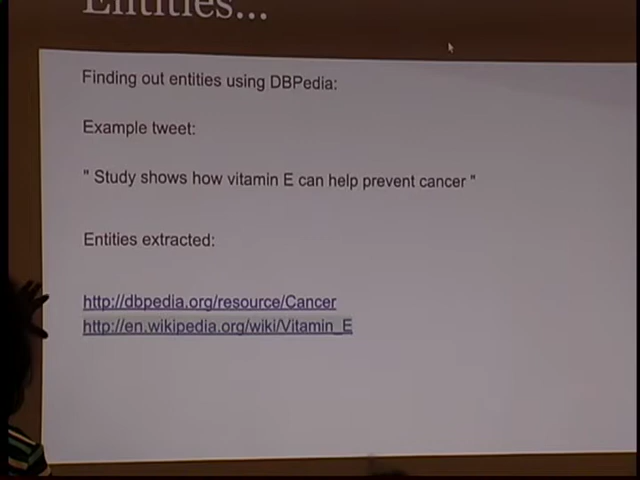 Entities...
Finding out entities using DBPedia:
Example tweet:
" Study shows how vitamin E can help prevent cancer "
Entities extracted:
http://dbpedia.org/resource/Cancer
http://en.wikipedia.org/wiki/Vitamin_E